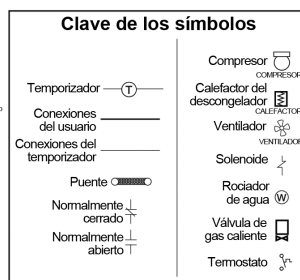 Clave de los símbolos
Temporizador T
Conexiones
del usuario
Conexiones del
temporizador
Puente
Normalmente
cerrado
Normalmente
abierto
Compresor
COMPRESOR
Calefactor del
descongelador
CALEFACTOR
Ventilador
VENTILADOR
Solenoide
Rociador
de agua W
Válvula de
gas caliente
Termostato